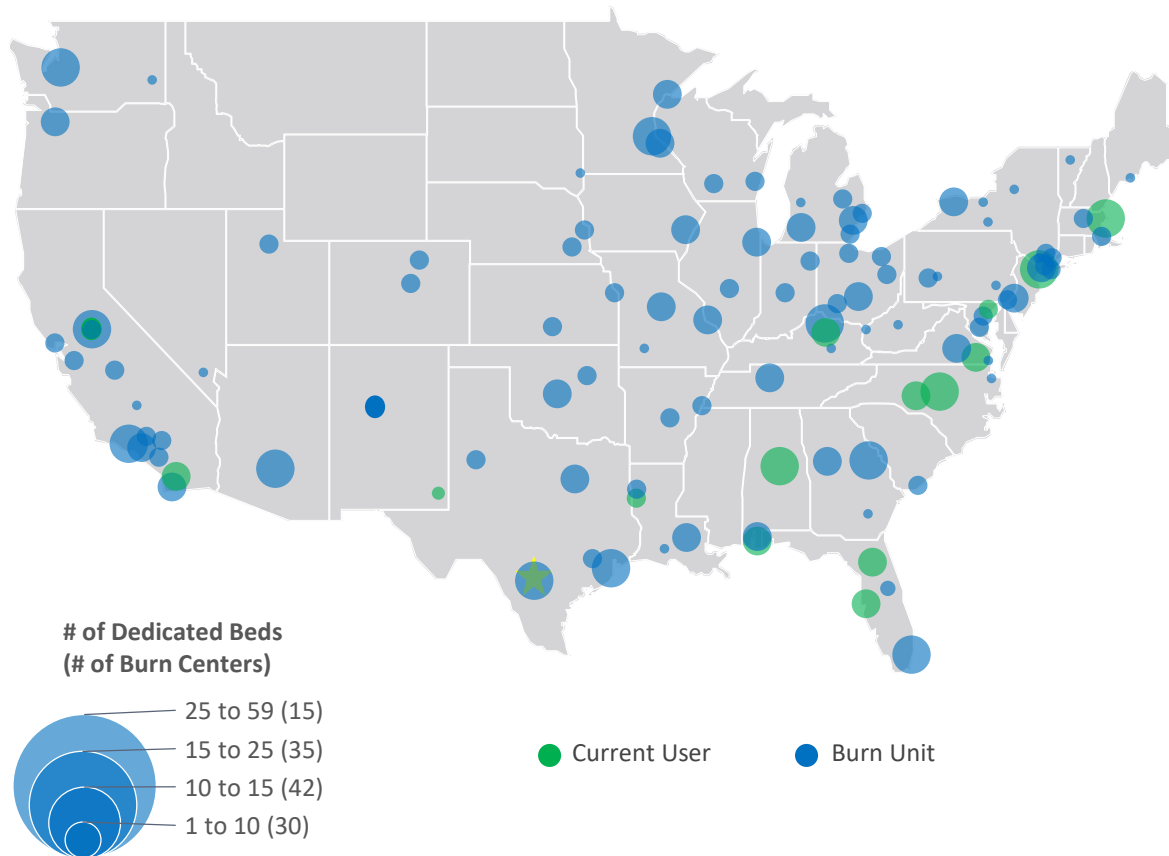 # of Dedicated Beds
(# of Burn Centers)
25 to 59 (15)
15 to 25 (35)
10 to 15 (42)
1 to 10 (30)
Current User
Burn Unit